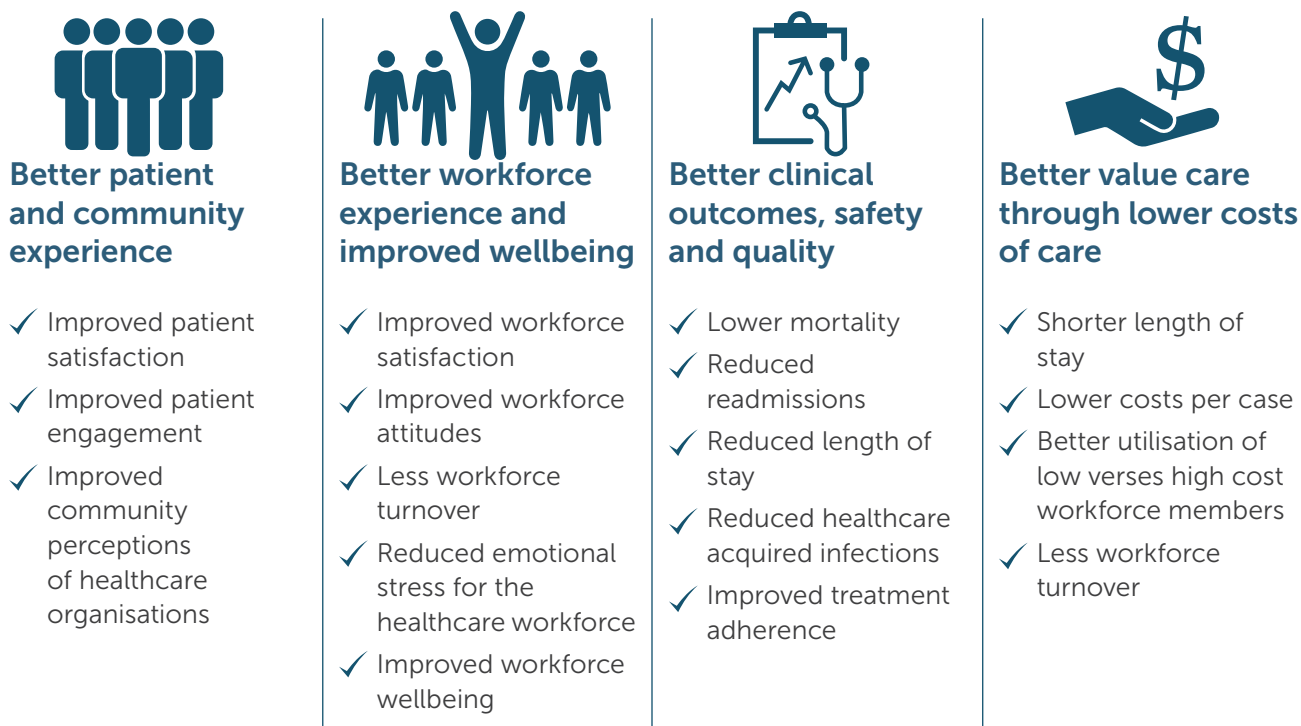 $
Better patient
and community
experience
Improved patient
satisfaction
Improved patient
engagement
Improved
community
perceptions
of healthcare
organisations
Better workforce
experience and
improved wellbeing
Improved workforce
satisfaction
Improved workforce
attitudes
Less workforce
turnover
Reduced emotional
stress for the
healthcare workforce
Improved workforce
wellbeing
Better clinical
outcomes, safety
and quality
Lower mortality
Reduced
readmissions
Reduced length of
stay
Reduced healthcare
acquired infections
Improved treatment
adherence
Better value care
through lower costs
of care
Shorter length of
stay
Lower costs per case
Better utilisation of
low verses high cost
workforce members
Less workforce
turnover